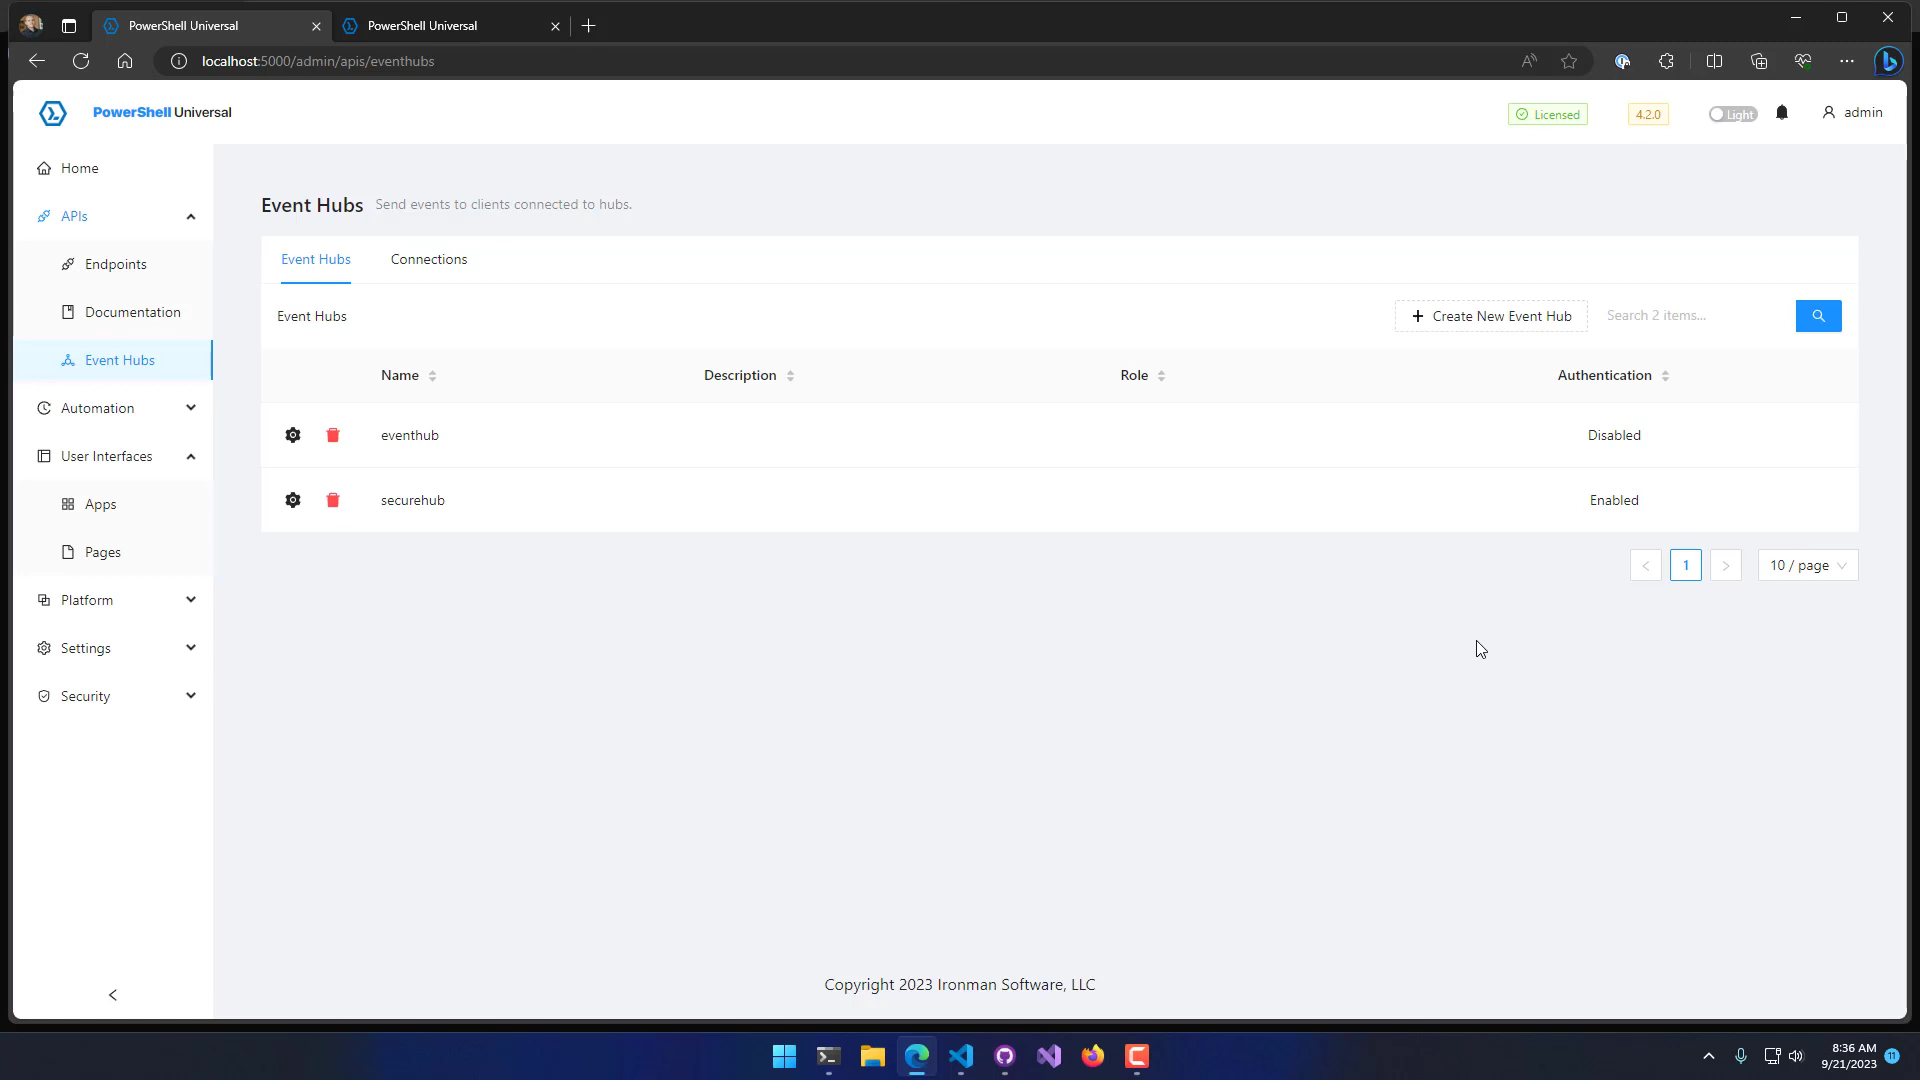 PowerShell Universal
PowerShell Universal
localhost:5000/admin/apis/eventhubs
PowerShell Universal
Licensed
4.2.0
Light
admin
Home
APIs
Endpoints
Documentation
Event Hubs
Automation
User Interfaces
Apps
Pages
Platform
Settings
Security
Event Hubs
Send events to clients connected to hubs.
Event Hubs
Connections
Event Hubs
Create New Event Hub
Search 2 items...
Name
Description
Role
Authentication
eventhub
Disabled
securehub
Enabled
1
10 / page
Copyright 2023 Ironman Software, LLC
8:36 AM
9/21/2023
11